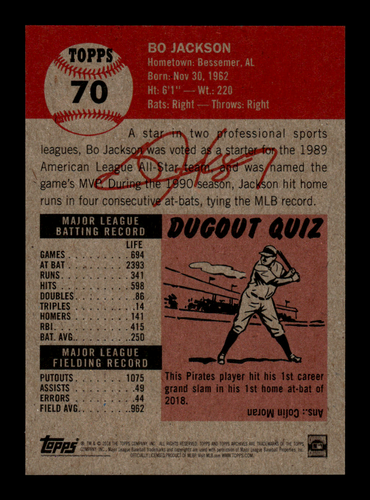 TOPPS
70
BO JACKSON
Hometown: Bessemer, AL
Born: Nov 30, 1962
Ht: 6'1" — Wt.: 220
Bats: Right — Throws: Right
A star in two professional sports
leagues, Bo Jackson was voted as a starter for the 1989
American League All-Star team, and was named the
game's MVP. During the 1990 season, Jackson hit home
runs in four consecutive at-bats, tying the MLB record.
MAJOR LEAGUE
BATTING RECORD
LIFE
GAMES 694
AT BAT 2393
RUNS 341
HITS 598
DOUBLES 86
TRIPLES 14
HOMERS 141
RBI. 415
BAT. AVG. .250
MAJOR LEAGUE
FIELDING RECORD
PUTOUTS 1075
ASSISTS 49
ERRORS 44
FIELD AVG. .962
DUGOUT QUIZ
This Pirates player hit his 1st career
grand slam in his 1st home at-bat of
2018.
Ans.: Colin Moran
Topps